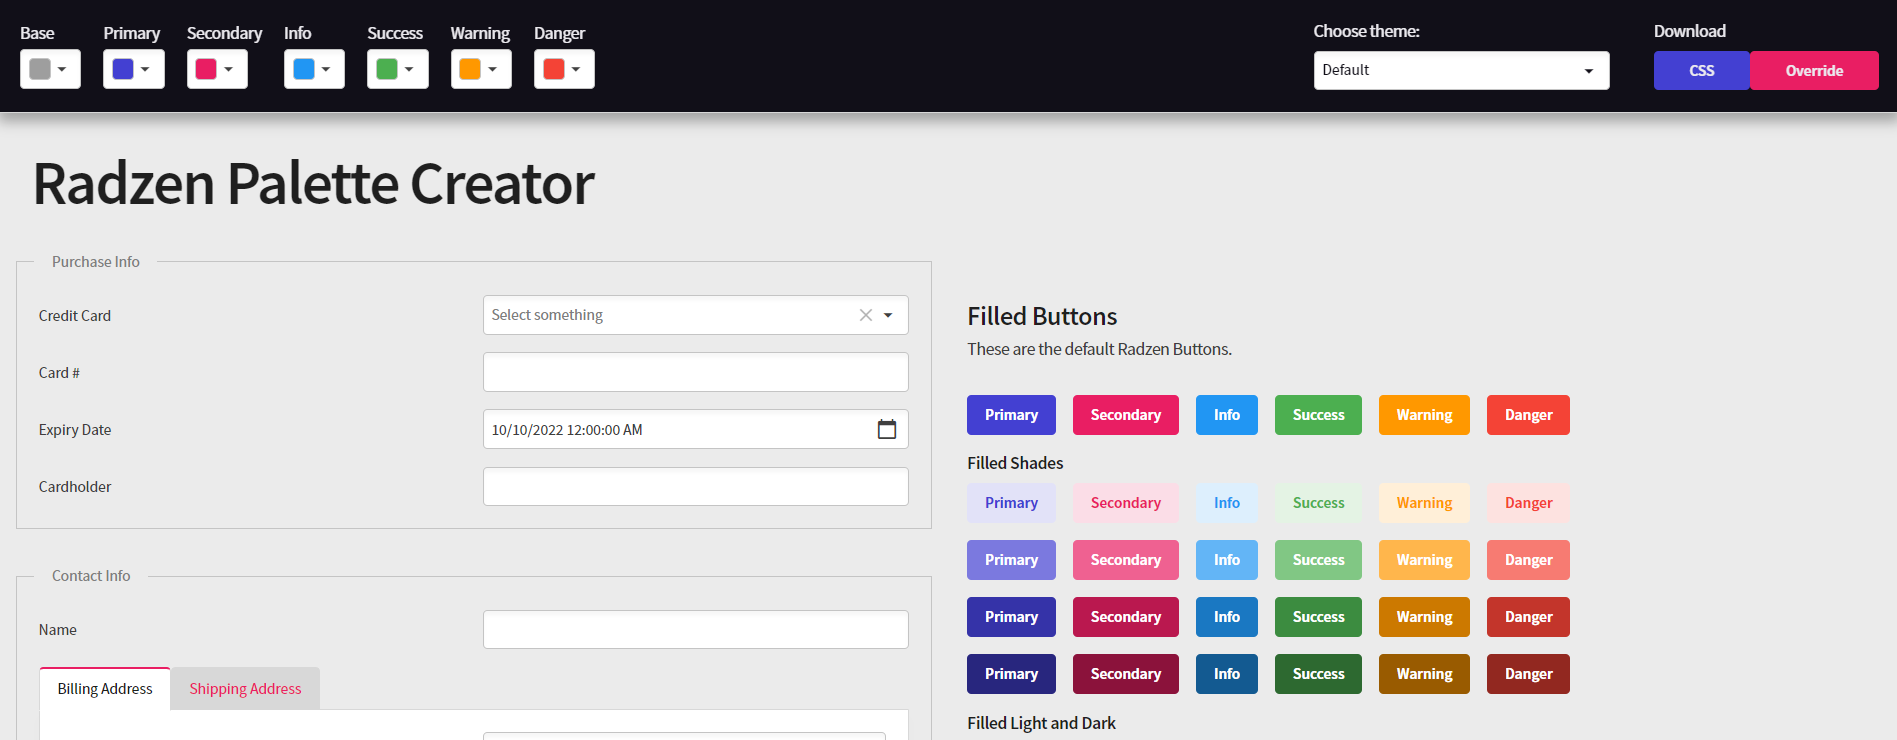 Base Primary Secondary Info Success Warning Danger
Choose theme:
Default
Download
CSS Override
Radzen Palette Creator
Purchase Info
Credit Card Select something
Card #
Expiry Date 10/10/2022 12:00:00 AM
Cardholder
Contact Info
Name
Billing Address Shipping Address
Filled Buttons
These are the default Radzen Buttons.
Primary Secondary Info Success Warning Danger
Filled Shades
Primary Secondary Info Success Warning Danger
Primary Secondary Info Success Warning Danger
Primary Secondary Info Success Warning Danger
Primary Secondary Info Success Warning Danger
Filled Light and Dark